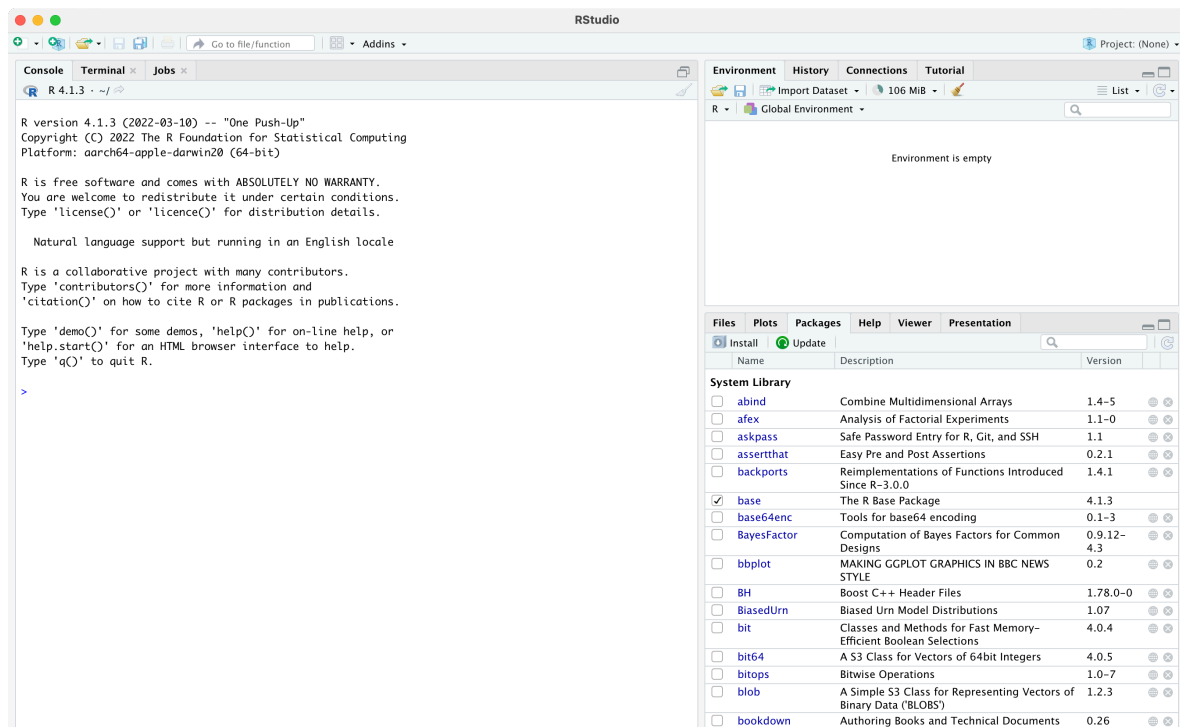 RStudio
Go to file/function
Addins
Project: (None)
Console Terminal Jobs
R 4.1.3 · ~/
R version 4.1.3 (2022-03-10) -- "One Push-Up"
Copyright (C) 2022 The R Foundation for Statistical Computing
Platform: aarch64-apple-darwin20 (64-bit)
R is free software and comes with ABSOLUTELY NO WARRANTY.
You are welcome to redistribute it under certain conditions.
Type 'license()' or 'licence()' for distribution details.
Natural language support but running in an English locale
R is a collaborative project with many contributors.
Type 'contributors()' for more information and
'citation()' on how to cite R or R packages in publications.
Type 'demo()' for some demos, 'help()' for on-line help, or
'help.start()' for an HTML browser interface to help.
Type 'q()' to quit R.
>
Environment History Connections Tutorial
Import Dataset 106 MiB List
R Global Environment
Environment is empty
Files Plots Packages Help Viewer Presentation
Install Update
Name Description Version
System Library
abind Combine Multidimensional Arrays 1.4-5
afex Analysis of Factorial Experiments 1.1-0
askpass Safe Password Entry for R, Git, and SSH 1.1
assertthat Easy Pre and Post Assertions 0.2.1
backports Reimplementations of Functions Introduced 1.4.1
Since R-3.0.0
base The R Base Package 4.1.3
base64enc Tools for base64 encoding 0.1-3
BayesFactor Computation of Bayes Factors for Common 0.9.12-
Designs 4.3
bbplot MAKING GGPLOT GRAPHICS IN BBC NEWS 0.2
STYLE
BH Boost C++ Header Files 1.78.0-0
BiasedUrn Biased Urn Model Distributions 1.07
bit Classes and Methods for Fast Memory- 4.0.4
Efficient Boolean Selections
bit64 A S3 Class for Vectors of 64bit Integers 4.0.5
bitops Bitwise Operations 1.0-7
blob A Simple S3 Class for Representing Vectors of 1.2.3
Binary Data ('BLOBS')
bookdown Authoring Books and Technical Documents 0.26